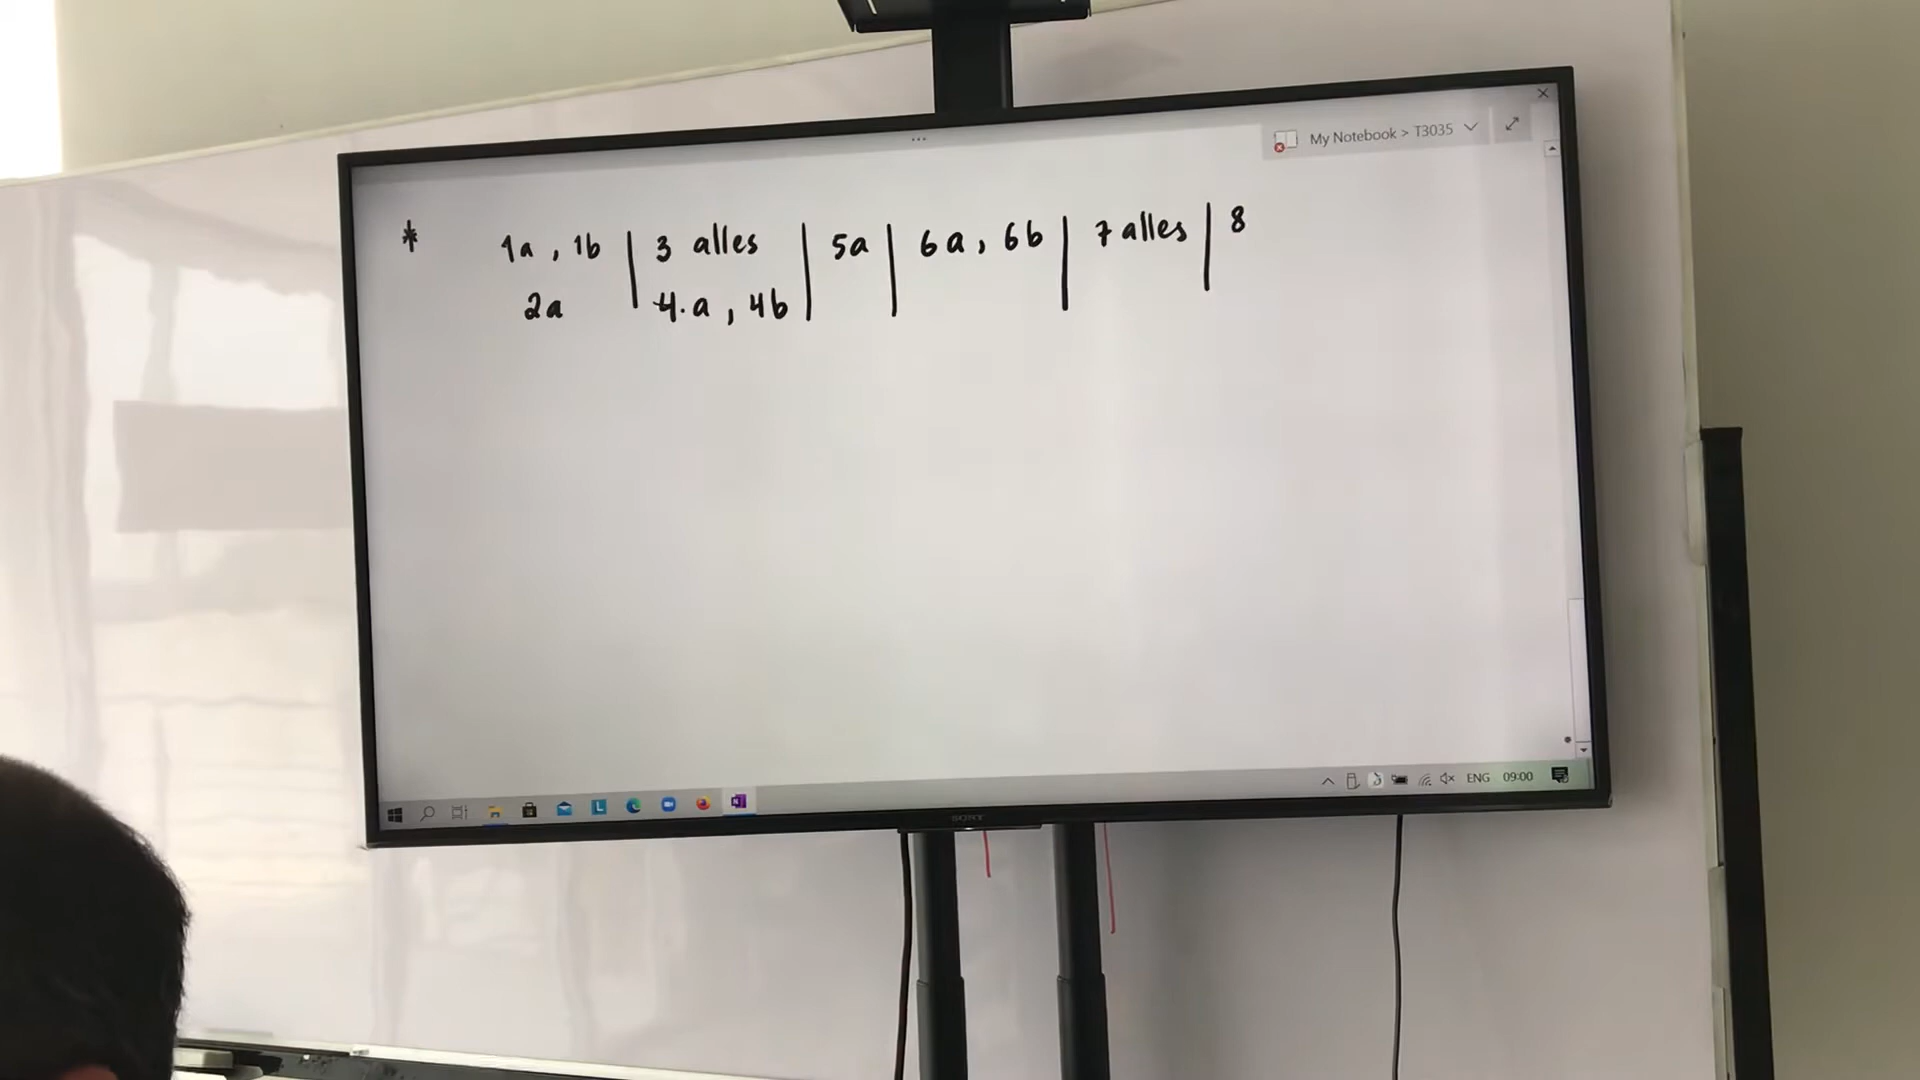 My Notebook > T3035
* 1a, 1b | 3 alles | 5a | 6a, 6b | 7 alles | 8
2a | 4.a, 4b
ENG 09:00
SONY